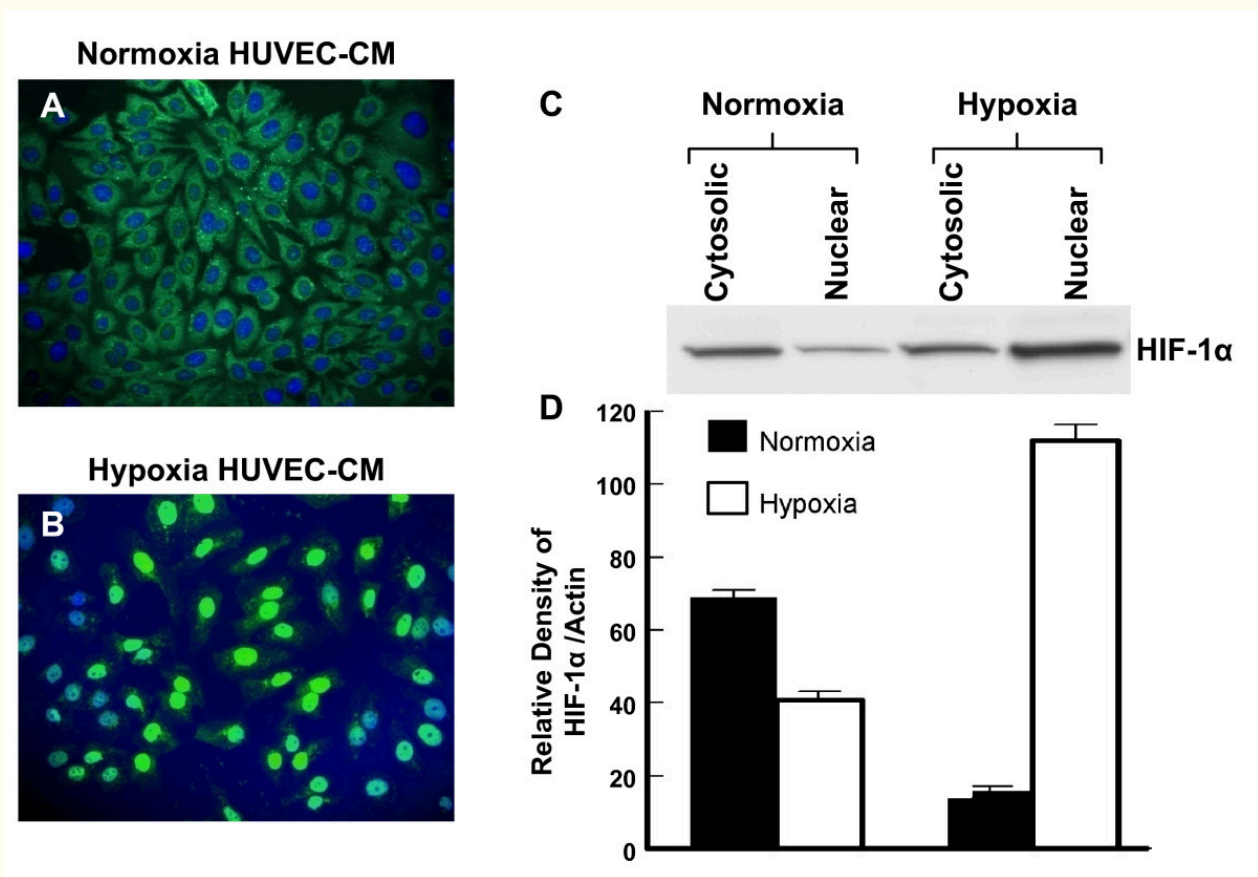 Normoxia HUVEC-CM
A
Hypoxia HUVEC-CM
B
C
Normoxia Hypoxia
Cytosolic
Nuclear
Cytosolic
Nuclear
HIF-1α
D
Relative Density of
HIF-1α /Actin
120
100
80
60
40
20
0
Normoxia
Hypoxia